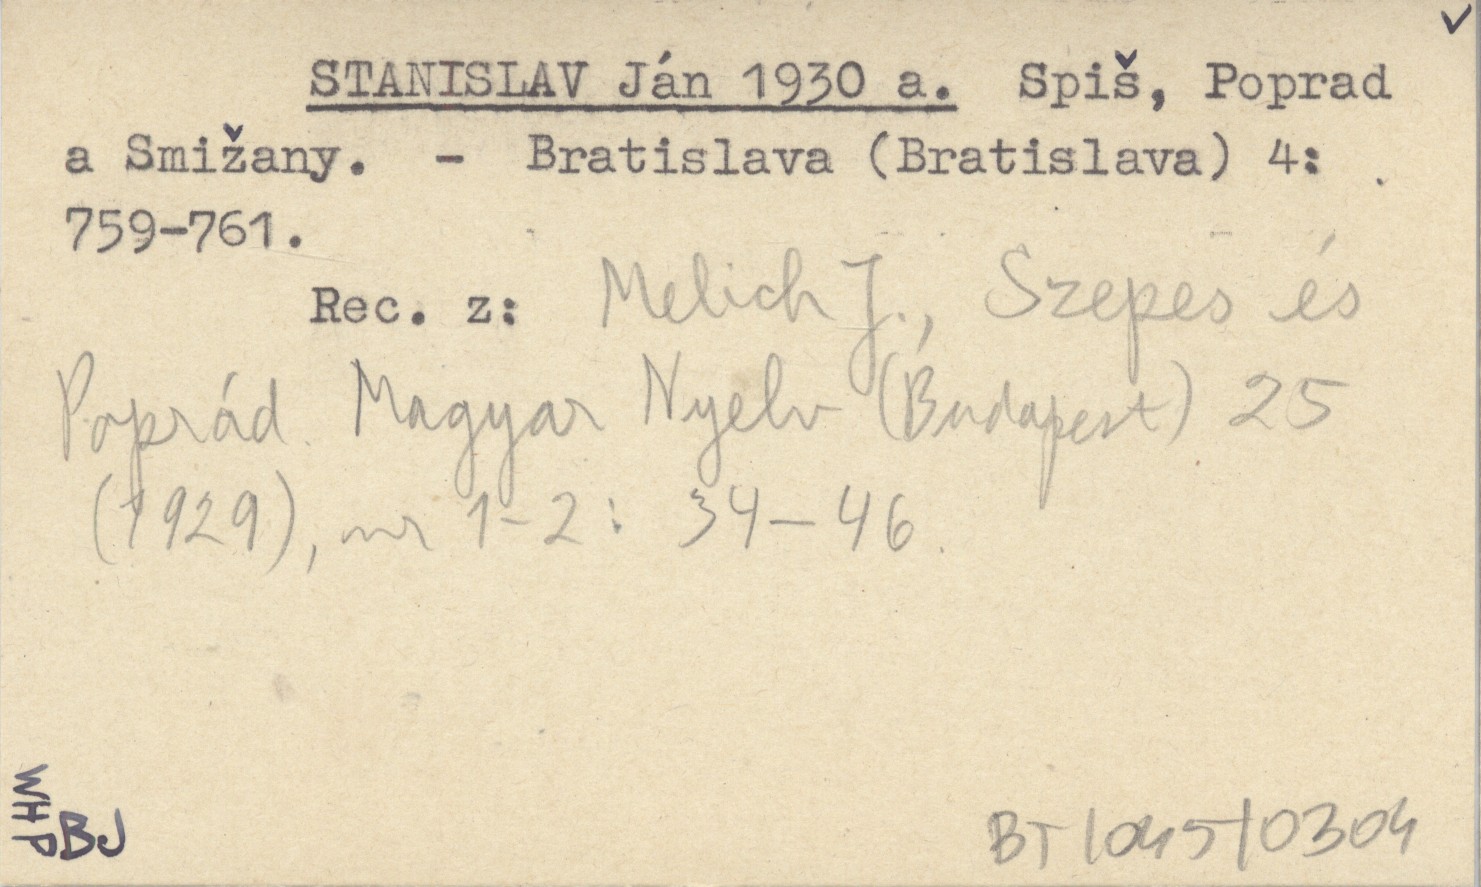 ✓
STANISLAV Ján 1930 a. Spiš, Poprad
a Smižany. - Bratislava (Bratislava) 4:
759-761.
Rec. z: Melich J., Szepes és
Poprád. Magyar Nyelv (Budapest) 25
(1929), nr 1-2: 34-46.
WHP
BJ
BT/045/0304